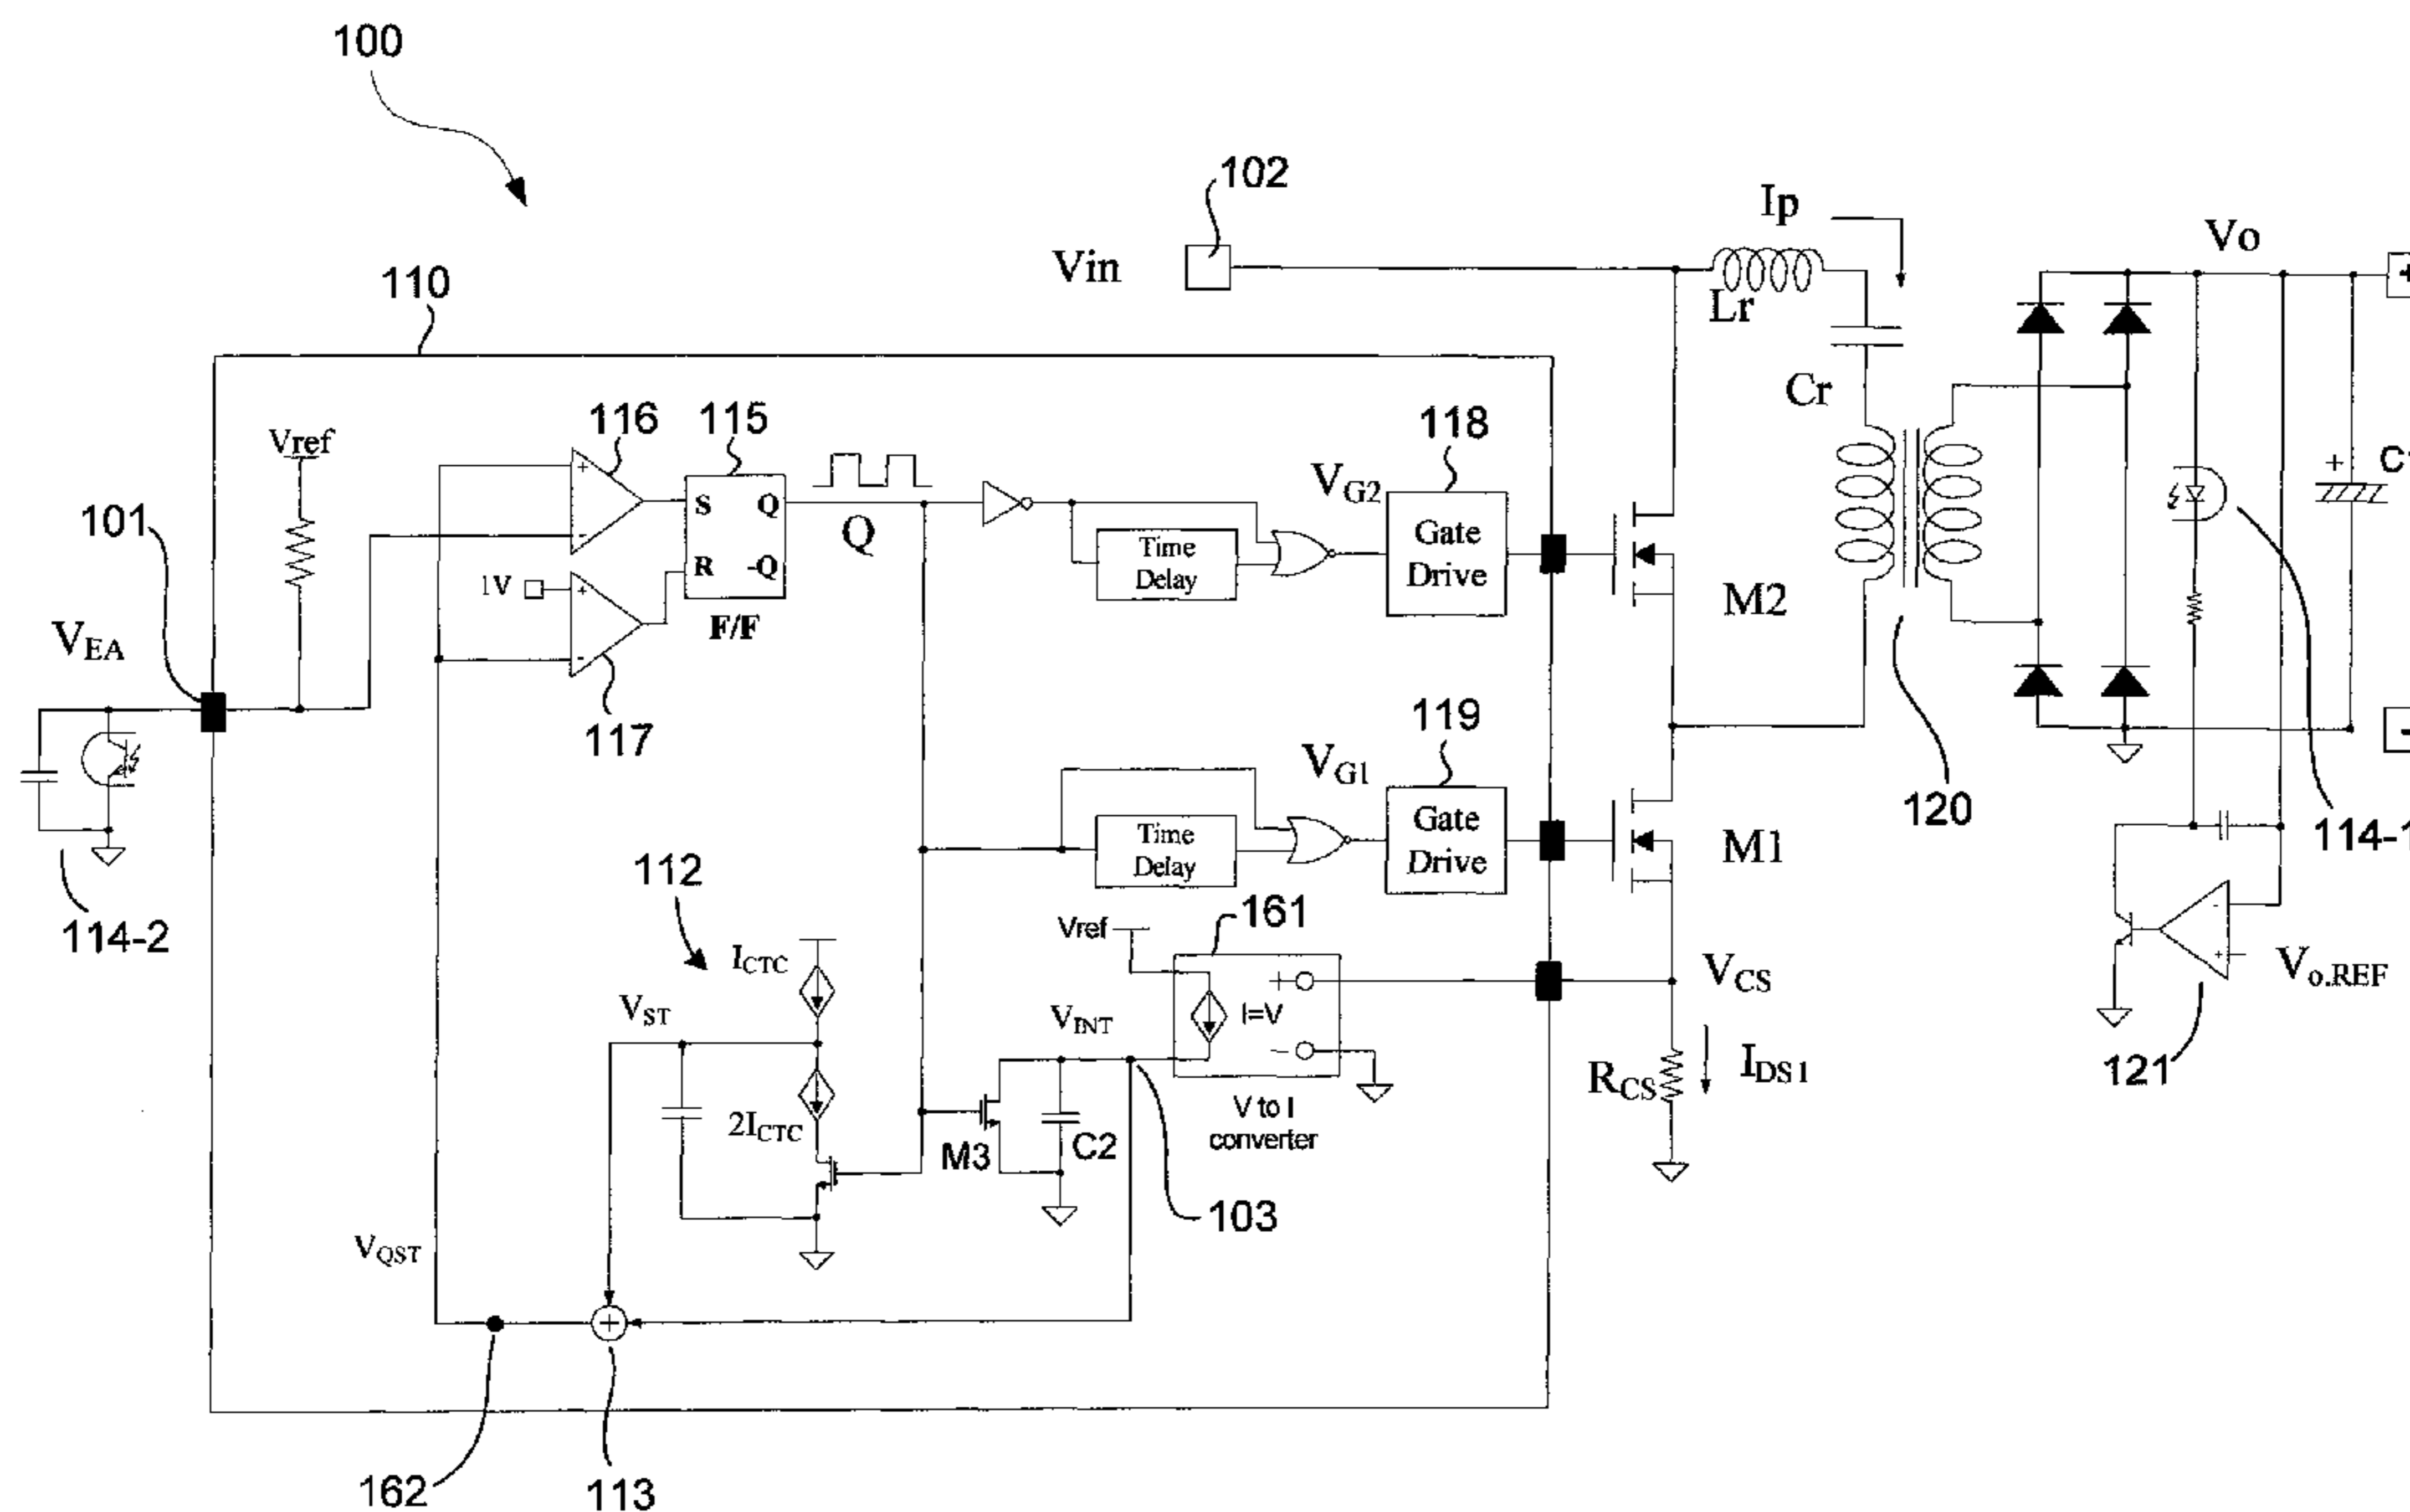 100
102
Vin
Ip
Lr
Cr
Vo
+
110
Vref
116
115
118
101
VEA
S Q
R -Q
F/F
Q
1V
+
-
+
-
117
Time
Delay
VG2
Gate
Drive
M2
+
114-2
119
VG1
Time
Delay
Gate
Drive
M1
120
114-1
-
112
ICTC
VST
2ICTC
Vref
161
I=V
+
-
VCS
VINT
V to I
converter
M3
C2
103
RCS
IDS1
-
+
Vo.REF
121
VQST
+
162
113